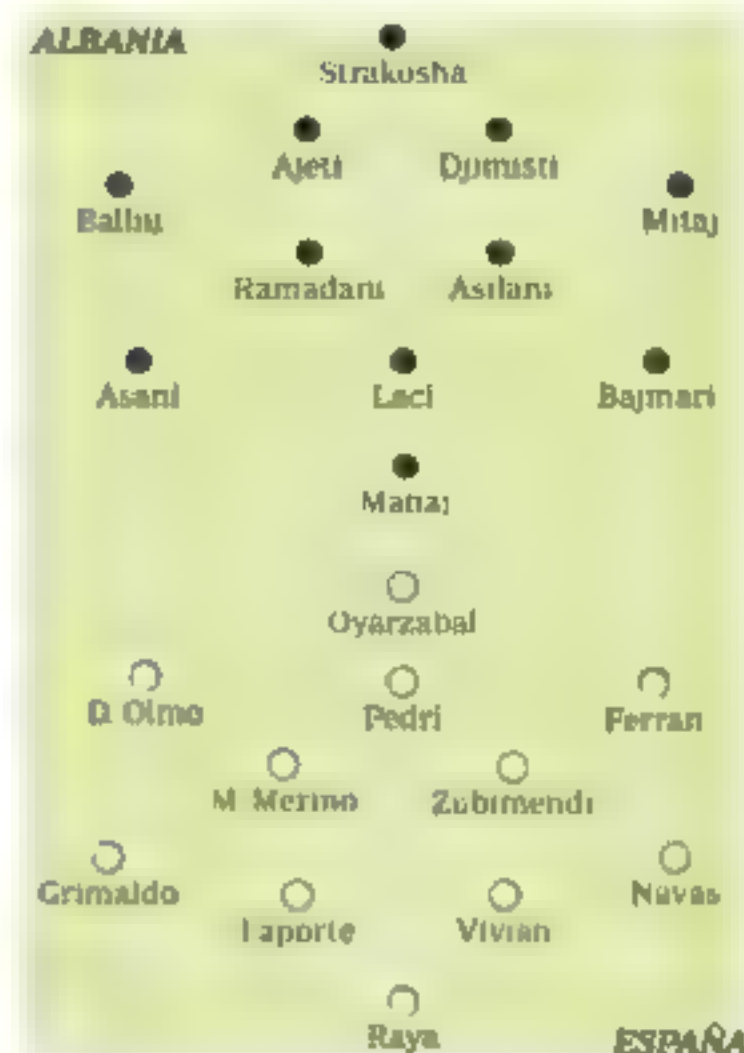 ALBANIA
Strakosha
Ajeti Djimisti
Balliu Mitaj
Ramadani Asllani
Asani Laci Bajrami
Manaj
Oyarzabal
D. Olmo Pedri Ferran
M. Merino Zubimendi
Grimaldo Navas
Laporte Vivian
Raya
ESPAÑA